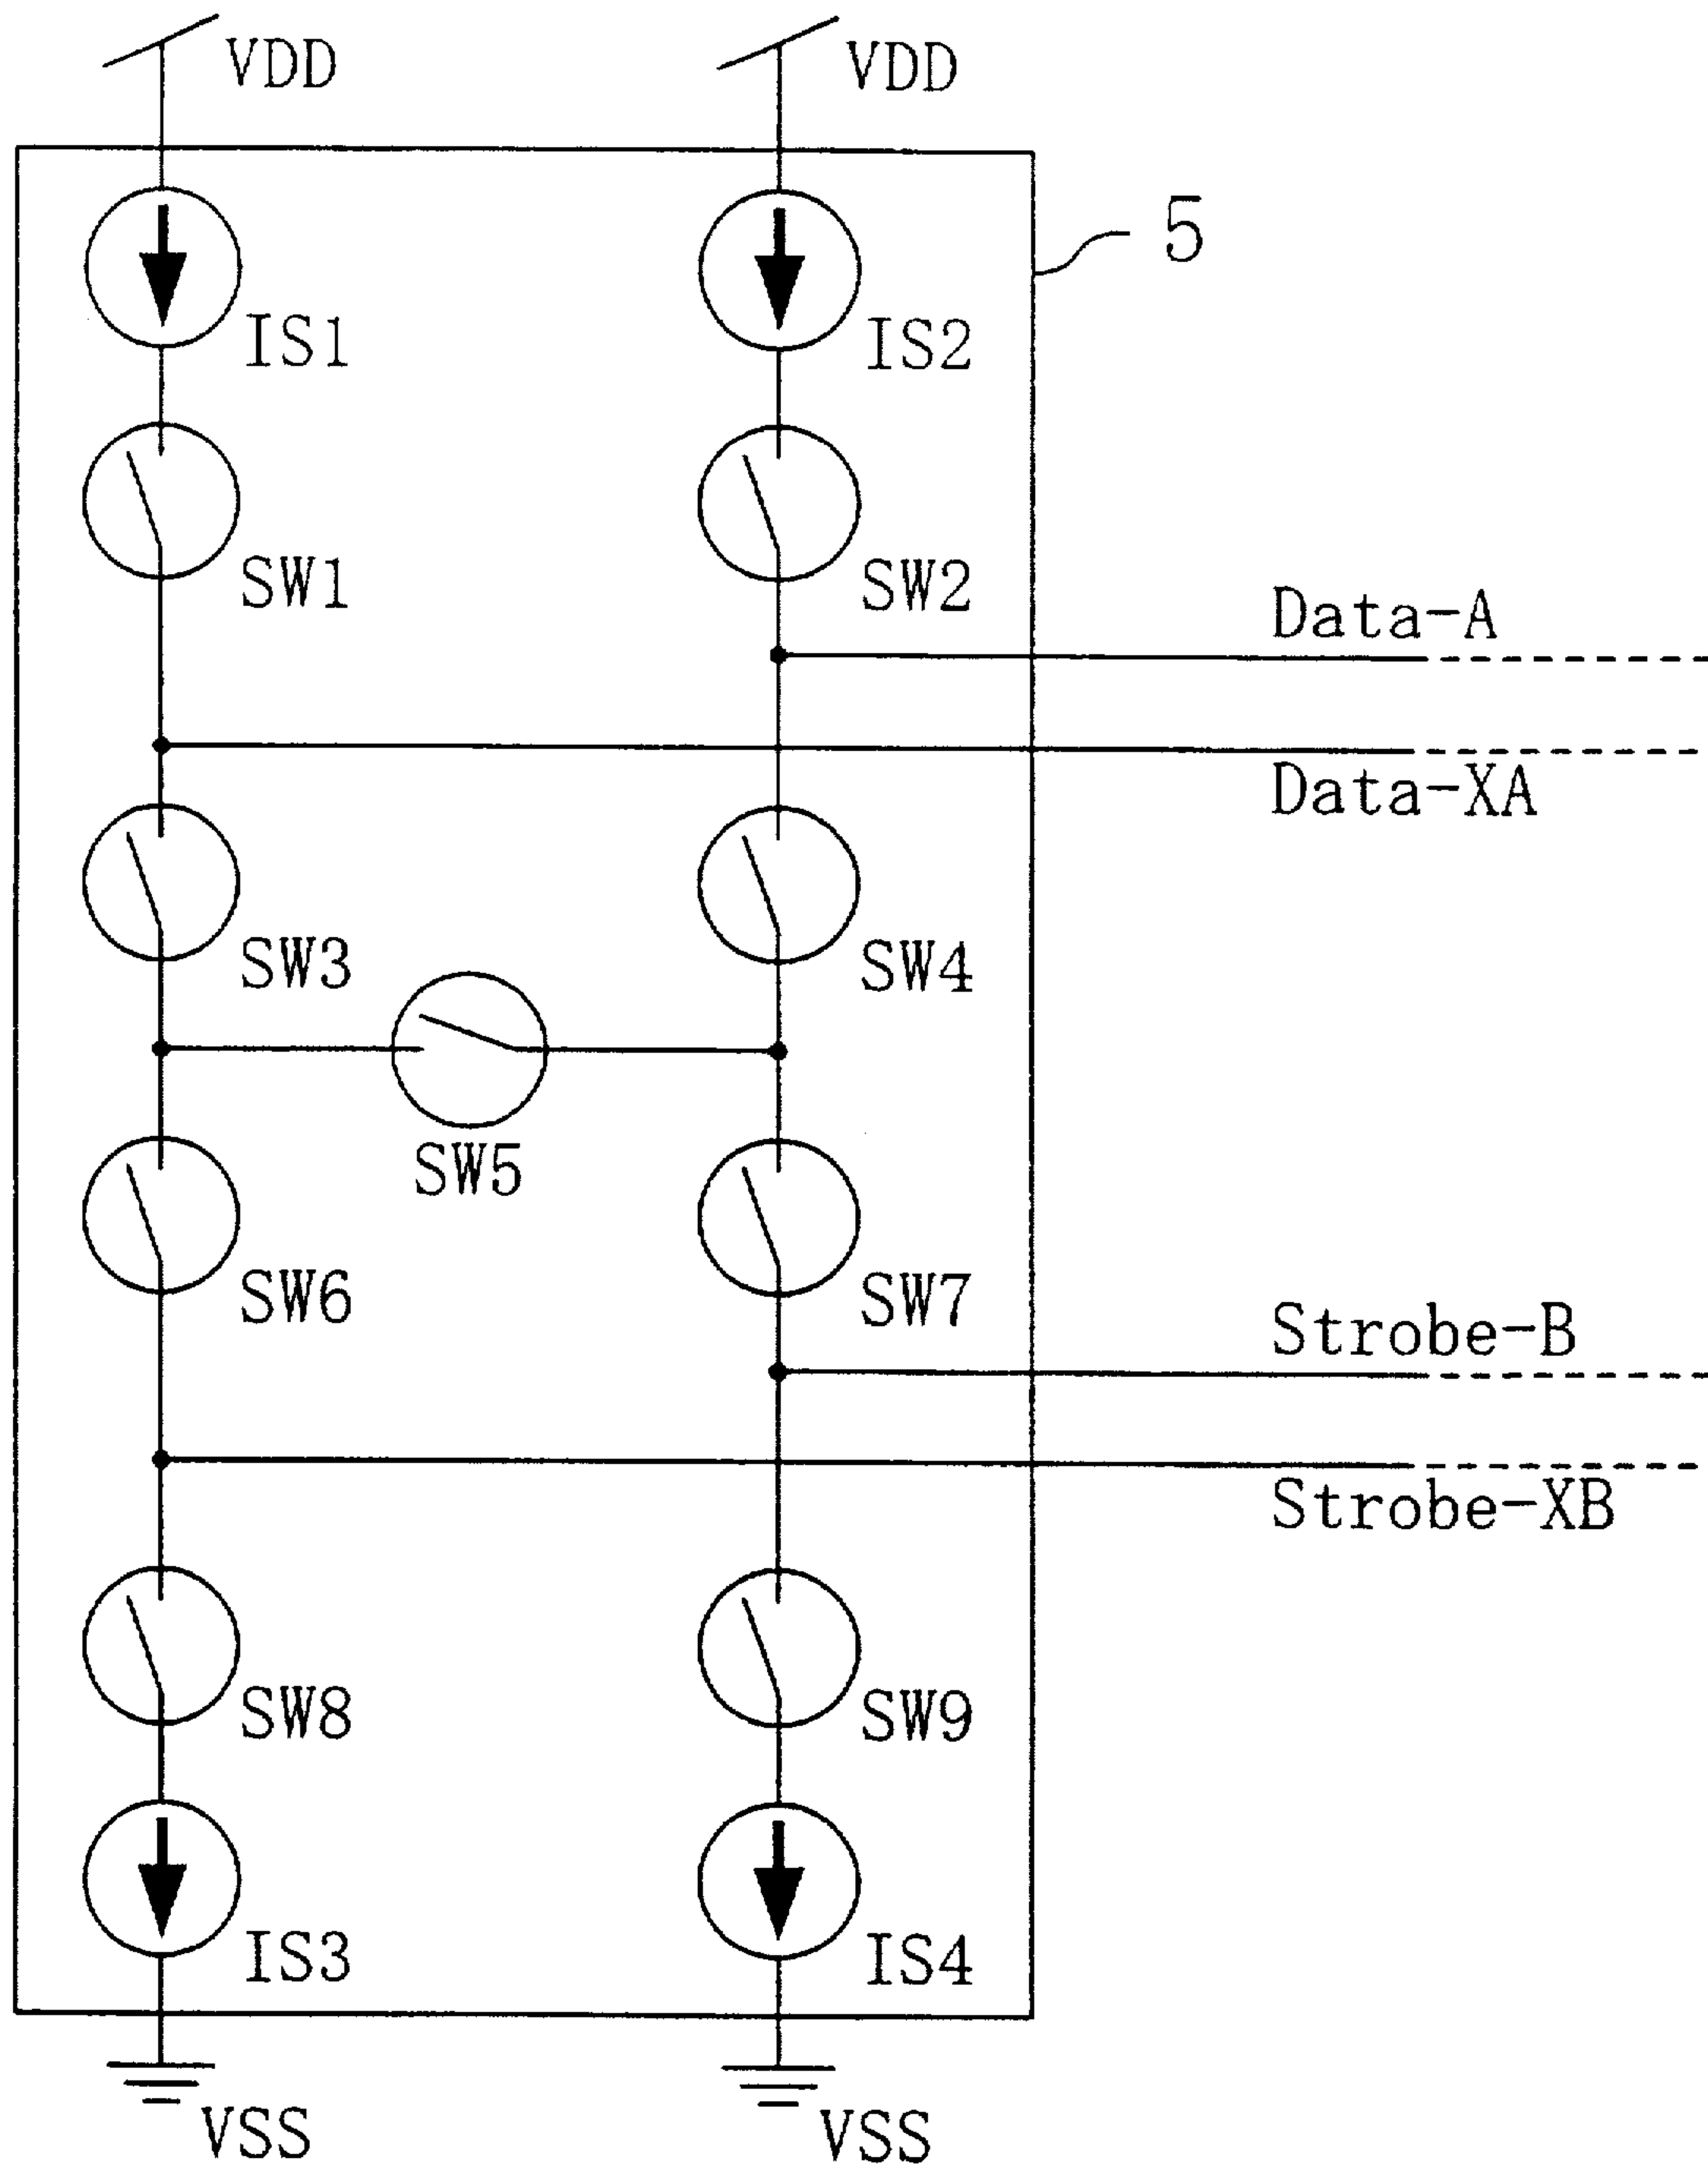 VDD
VDD
5
IS1
IS2
SW1
SW2
Data-A
Data-XA
SW3
SW4
SW5
SW6
SW7
Strobe-B
Strobe-XB
SW8
SW9
IS3
IS4
VSS
VSS